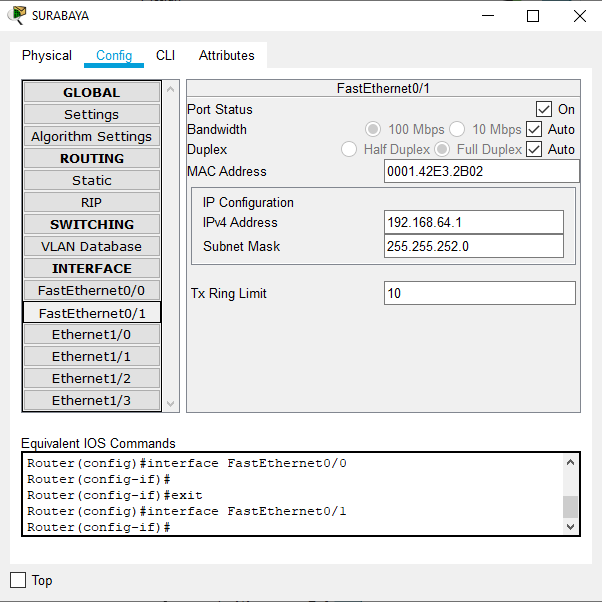 SURABAYA
Physical Config CLI Attributes
GLOBAL
Settings
Algorithm Settings
ROUTING
Static
RIP
SWITCHING
VLAN Database
INTERFACE
FastEthernet0/0
FastEthernet0/1
Ethernet1/0
Ethernet1/1
Ethernet1/2
Ethernet1/3
FastEthernet0/1
Port Status On
Bandwidth 100 Mbps 10 Mbps Auto
Duplex Half Duplex Full Duplex Auto
MAC Address 0001.42E3.2B02
IP Configuration
IPv4 Address 192.168.64.1
Subnet Mask 255.255.252.0
Tx Ring Limit 10
Equivalent IOS Commands
Router(config)#interface FastEthernet0/0
Router(config-if)#
Router(config-if)#exit
Router(config)#interface FastEthernet0/1
Router(config-if)#
Top